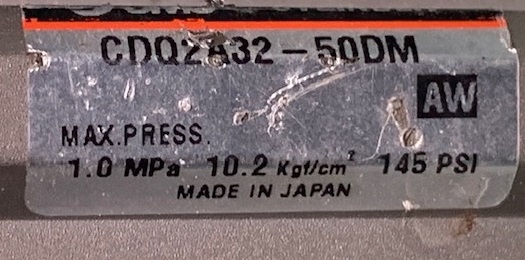 CDQ2A32-50DM
AW
MAX.PRESS.
1.0 MPa 10.2 Kgf/cm² 145 PSI
MADE IN JAPAN